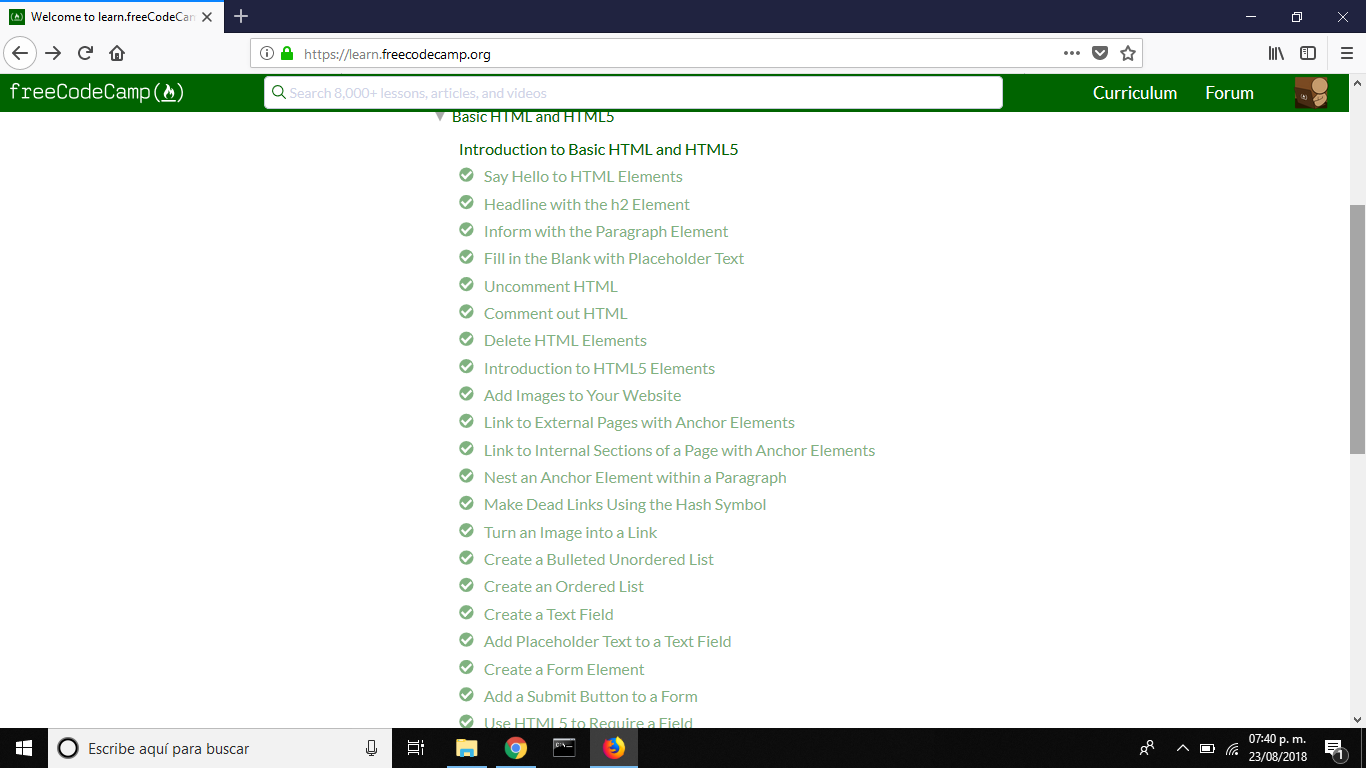 Welcome to learn.freeCodeCam
https://learn.freecodecamp.org
freeCodeCamp
Search 8,000+ lessons, articles, and videos
Curriculum
Forum
Basic HTML and HTML5
Introduction to Basic HTML and HTML5
Say Hello to HTML Elements
Headline with the h2 Element
Inform with the Paragraph Element
Fill in the Blank with Placeholder Text
Uncomment HTML
Comment out HTML
Delete HTML Elements
Introduction to HTML5 Elements
Add Images to Your Website
Link to External Pages with Anchor Elements
Link to Internal Sections of a Page with Anchor Elements
Nest an Anchor Element within a Paragraph
Make Dead Links Using the Hash Symbol
Turn an Image into a Link
Create a Bulleted Unordered List
Create an Ordered List
Create a Text Field
Add Placeholder Text to a Text Field
Create a Form Element
Add a Submit Button to a Form
Use HTML5 to Require a Field
Escribe aquí para buscar
07:40 p. m.
23/08/2018
1